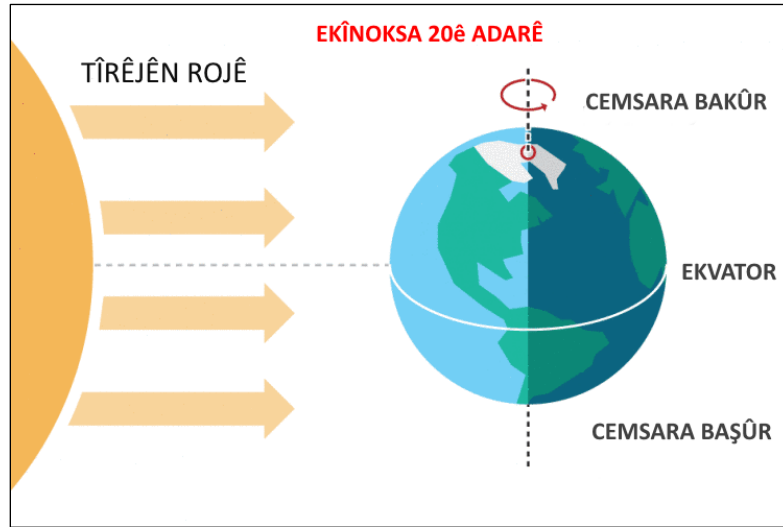 EKÎNOKSA 20ê ADARÊ
TÎRÊJÊN ROJÊ
CEMSARA BAKÛR
EKVATOR
CEMSARA BAŞÛR